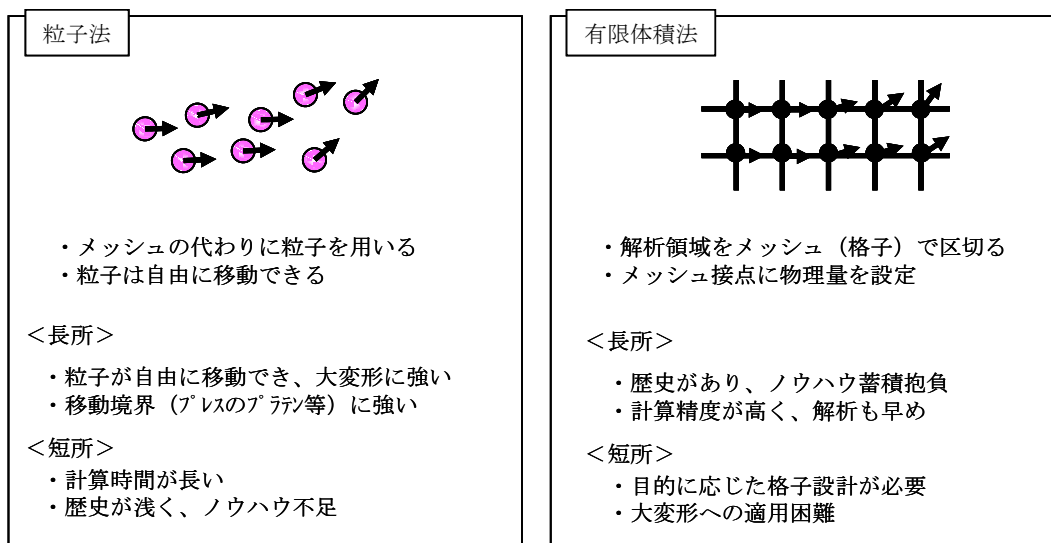 粒子法
・メッシュの代わりに粒子を用いる
・粒子は自由に移動できる
＜長所＞
・粒子が自由に移動でき、大変形に強い
・移動境界（ﾌﾟﾚｽのﾌﾟﾗﾃﾝ等）に強い
＜短所＞
・計算時間が長い
・歴史が浅く、ノウハウ不足
有限体積法
・解析領域をメッシュ（格子）で区切る
・メッシュ接点に物理量を設定
＜長所＞
・歴史があり、ノウハウ蓄積抱負
・計算精度が高く、解析も早め
＜短所＞
・目的に応じた格子設計が必要
・大変形への適用困難